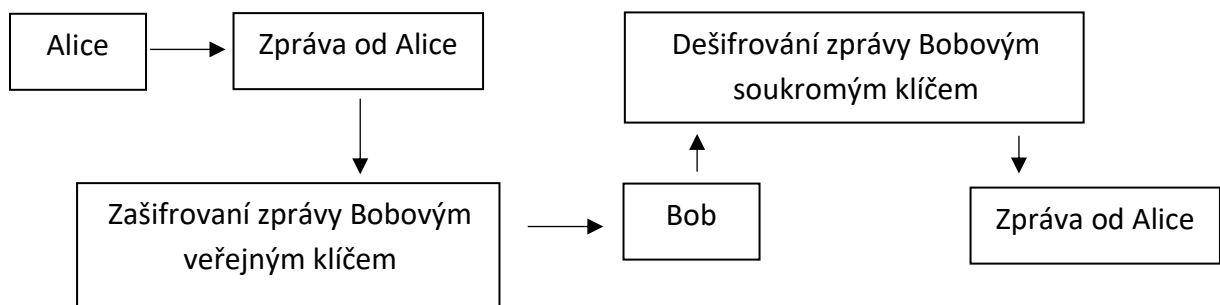 Alice
Zpráva od Alice
Zašifrovaní zprávy Bobovým
veřejným klíčem
Bob
Dešifrování zprávy Bobovým
soukromým klíčem
Zpráva od Alice